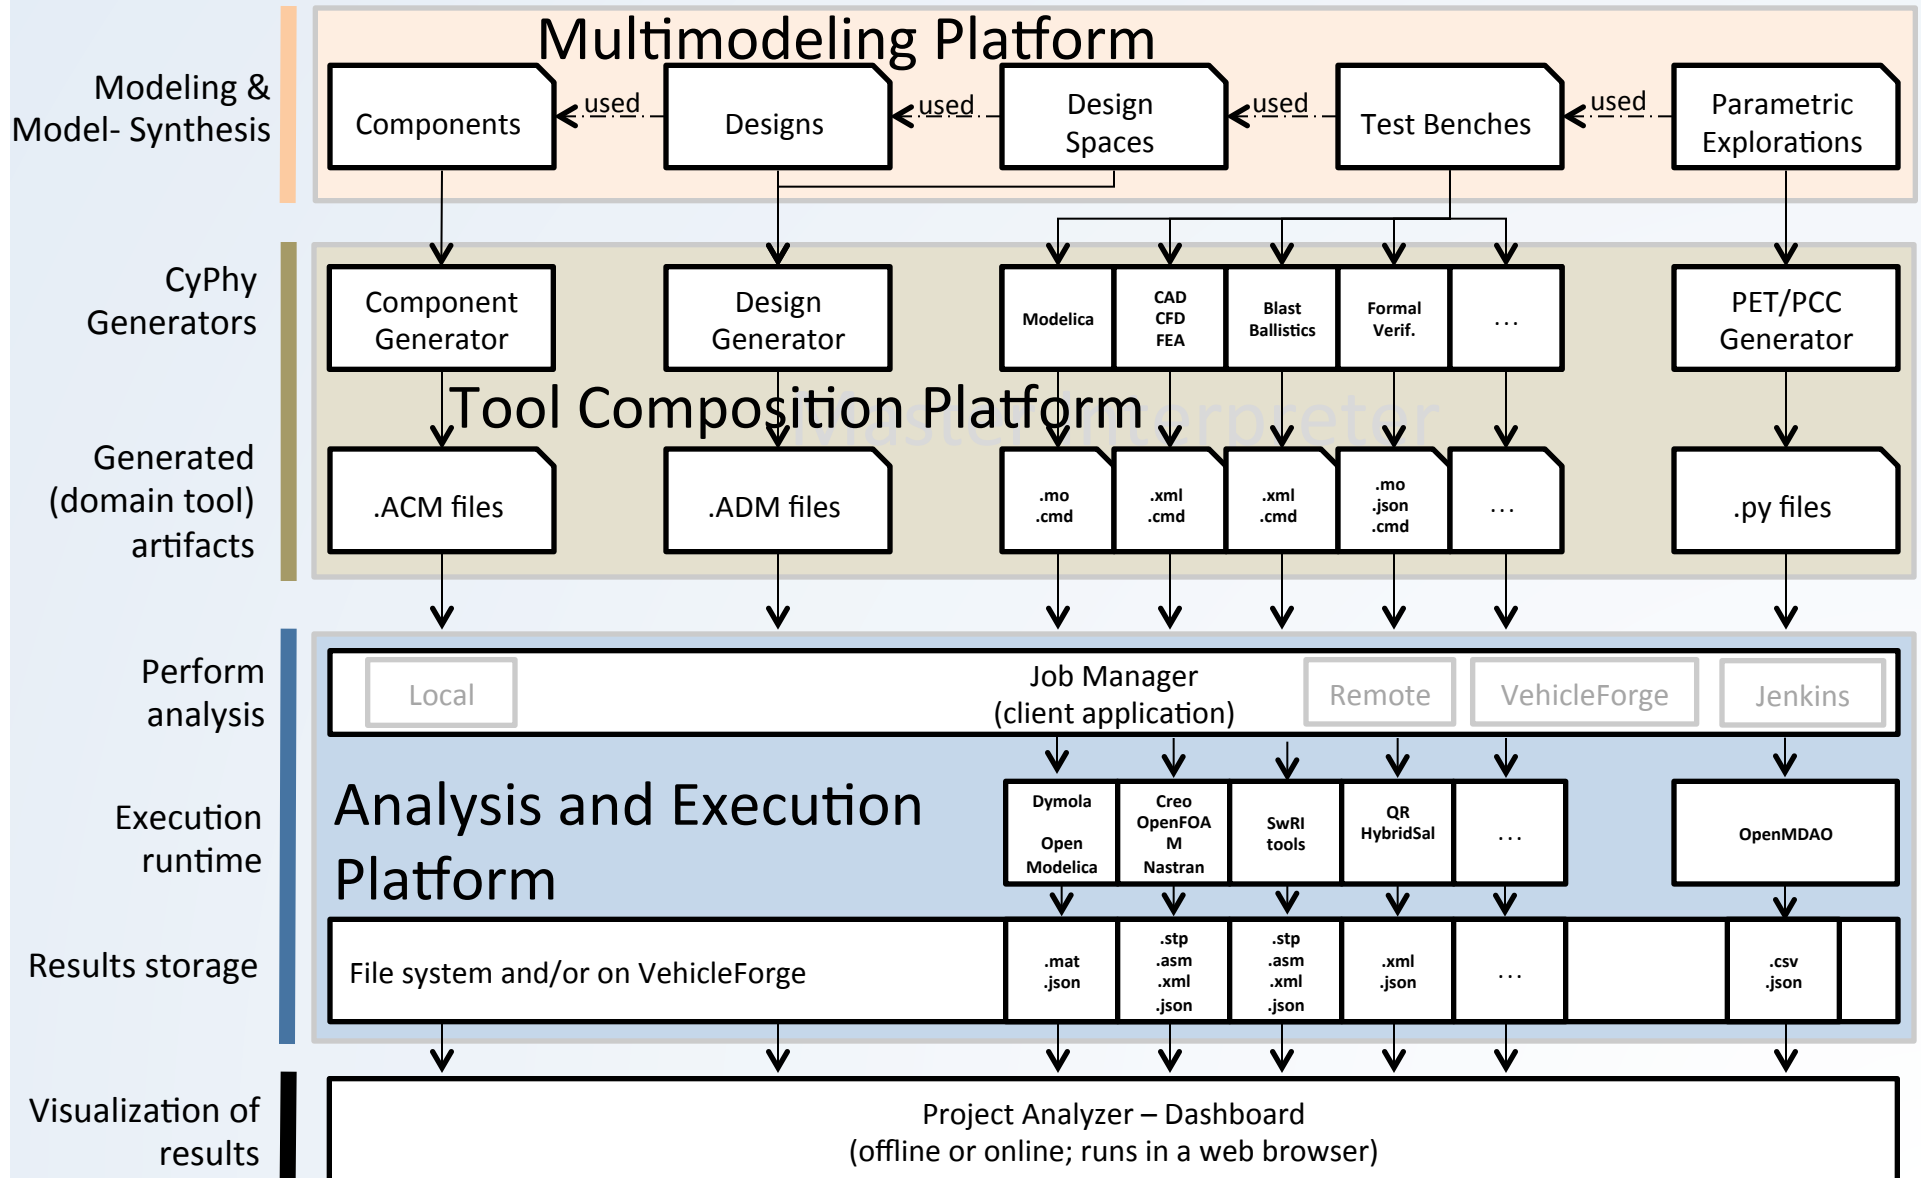 Multimodeling Platform
Modeling &
Model- Synthesis
Components
used
Designs
used
Design
Spaces
used
Test Benches
used
Parametric
Explorations
CyPhy
Generators
Component
Generator
Design
Generator
Modelica
CAD
CFD
FEA
Blast
Ballistics
Formal
Verif.
...
PET/PCC
Generator
Tool Composition Platform
Master Interpretor
Generated
(domain tool)
artifacts
.ACM files
.ADM files
.mo
.cmd
.xml
.cmd
.xml
.cmd
.mo
.json
.cmd
...
.py files
Perform
analysis
Local
Job Manager
(client application)
Remote
VehicleForge
Jenkins
Analysis and Execution
Platform
Execution
runtime
Dymola
Open
Modelica
Creo
OpenFOA
M
Nastran
SwRI
tools
QR
HybridSal
...
OpenMDAO
Results storage
File system and/or on VehicleForge
.mat
.json
.stp
.asm
.xml
.json
.stp
.asm
.xml
.json
.xml
.json
...
.csv
.json
Visualization of
results
Project Analyzer – Dashboard
(offline or online; runs in a web browser)